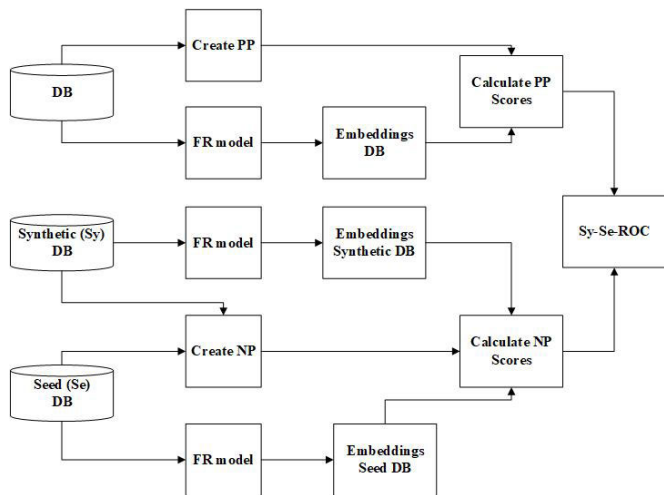 Create PP
DB
Calculate PP
Scores
FR model
Embeddings
DB
Synthetic (Sy)
DB
FR model
Embeddings
Synthetic DB
Sy-Se-ROC
Create NP
Calculate NP
Scores
Seed (Se)
DB
FR model
Embeddings
Seed DB